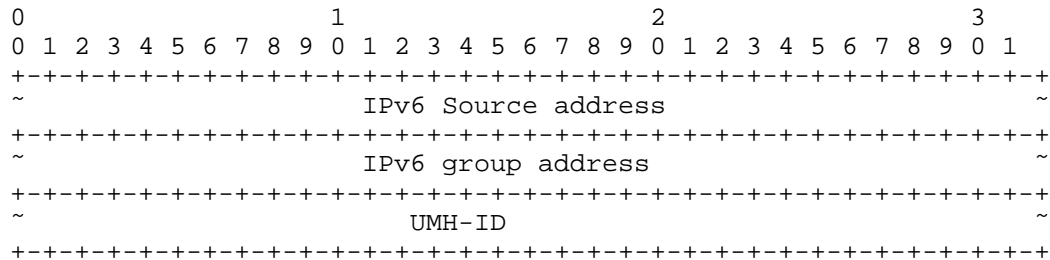 0                   1                   2                   3
0 1 2 3 4 5 6 7 8 9 0 1 2 3 4 5 6 7 8 9 0 1 2 3 4 5 6 7 8 9 0 1
+-+-+-+-+-+-+-+-+-+-+-+-+-+-+-+-+-+-+-+-+-+-+-+-+-+-+-+-+-+-+-+-+
~                     IPv6 Source address                       ~
+-+-+-+-+-+-+-+-+-+-+-+-+-+-+-+-+-+-+-+-+-+-+-+-+-+-+-+-+-+-+-+-+
~                     IPv6 group address                        ~
+-+-+-+-+-+-+-+-+-+-+-+-+-+-+-+-+-+-+-+-+-+-+-+-+-+-+-+-+-+-+-+-+
~                        UMH-ID                                 ~
+-+-+-+-+-+-+-+-+-+-+-+-+-+-+-+-+-+-+-+-+-+-+-+-+-+-+-+-+-+-+-+-+